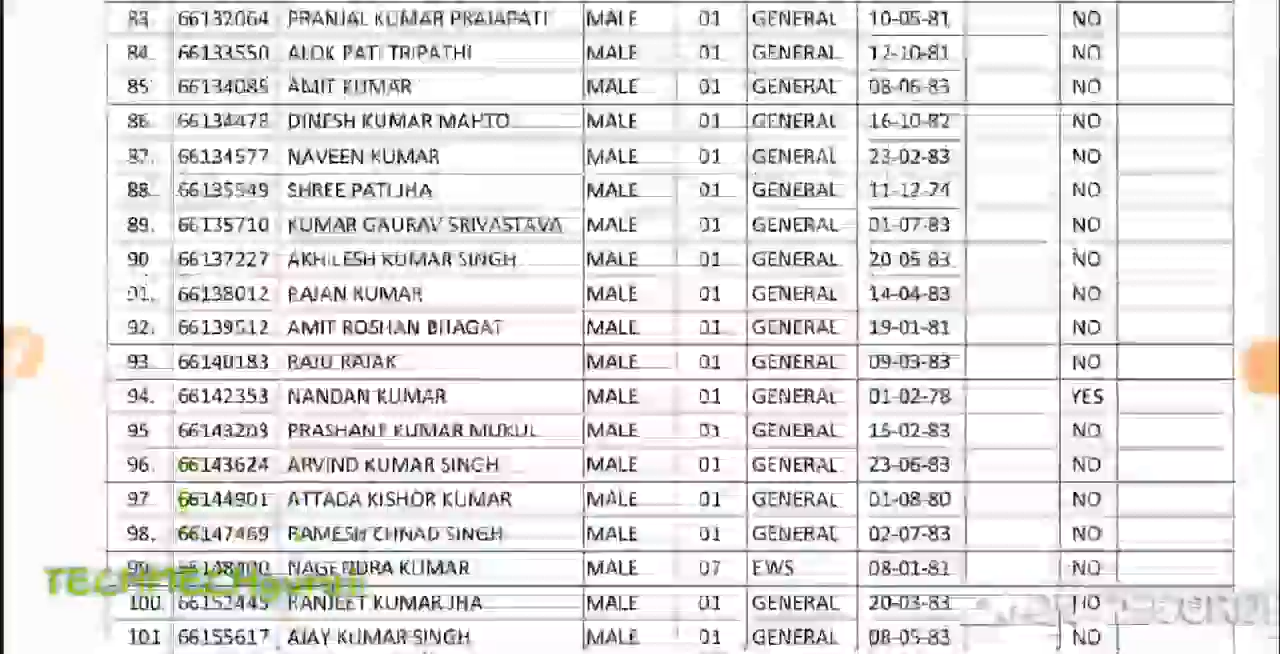 83 66132064 PRANJAL KUMAR PRAJAPATI MALE 01 GENERAL 10-05-81 NO
84. 66133550 ALOK PATI TRIPATHI MALE 01 GENERAL 12-10-81 NO
85 66134085 AMIT KUMAR MALE 01 GENERAL 08-06-83 NO
86. 66134478 DINESH KUMAR MAHTO MALE 01 GENERAL 16-10-82 NO
87. 66134577 NAVEEN KUMAR MALE 01 GENERAL 23-02-83 NO
88. 66135549 SHREE PATI JHA MALE 01 GENERAL 11-12-74 NO
89. 66135710 KUMAR GAURAV SRIVASTAVA MALE 01 GENERAL 01-07-83 NO
90 66137227 AKHILESH KUMAR SINGH MALE 01 GENERAL 20 05 83 NO
91. 66138012 RAJAN KUMAR MALE 01 GENERAL 14-04-83 NO
92. 66139512 AMIT ROSHAN BHAGAT MALE 01 GENERAL 19-01-81 NO
93 66140183 RAJU RAJAK MALE 01 GENERAL 09-03-83 NO
94. 66142353 NANDAN KUMAR MALE 01 GENERAL 01-02-78 YES
95 66143203 PRASHANT KUMAR MUKUL MALE 01 GENERAL 15-02-83 NO
96. 66143624 ARVIND KUMAR SINGH MALE 01 GENERAL 23-06-83 NO
97 66144901 ATTADA KISHOR KUMAR MALE 01 GENERAL 01-08-80 NO
98. 66147469 RAMESH CHNAD SINGH MALE 01 GENERAL 02-07-83 NO
99. NAGENDRA KUMAR MALE 07 EWS 08-01-81 NO
100 66152445 RANJEET KUMAR JHA MALE 01 GENERAL 20-03-83 NO
101 66155617 AJAY KUMAR SINGH MALE 01 GENERAL 08-05-83 NO